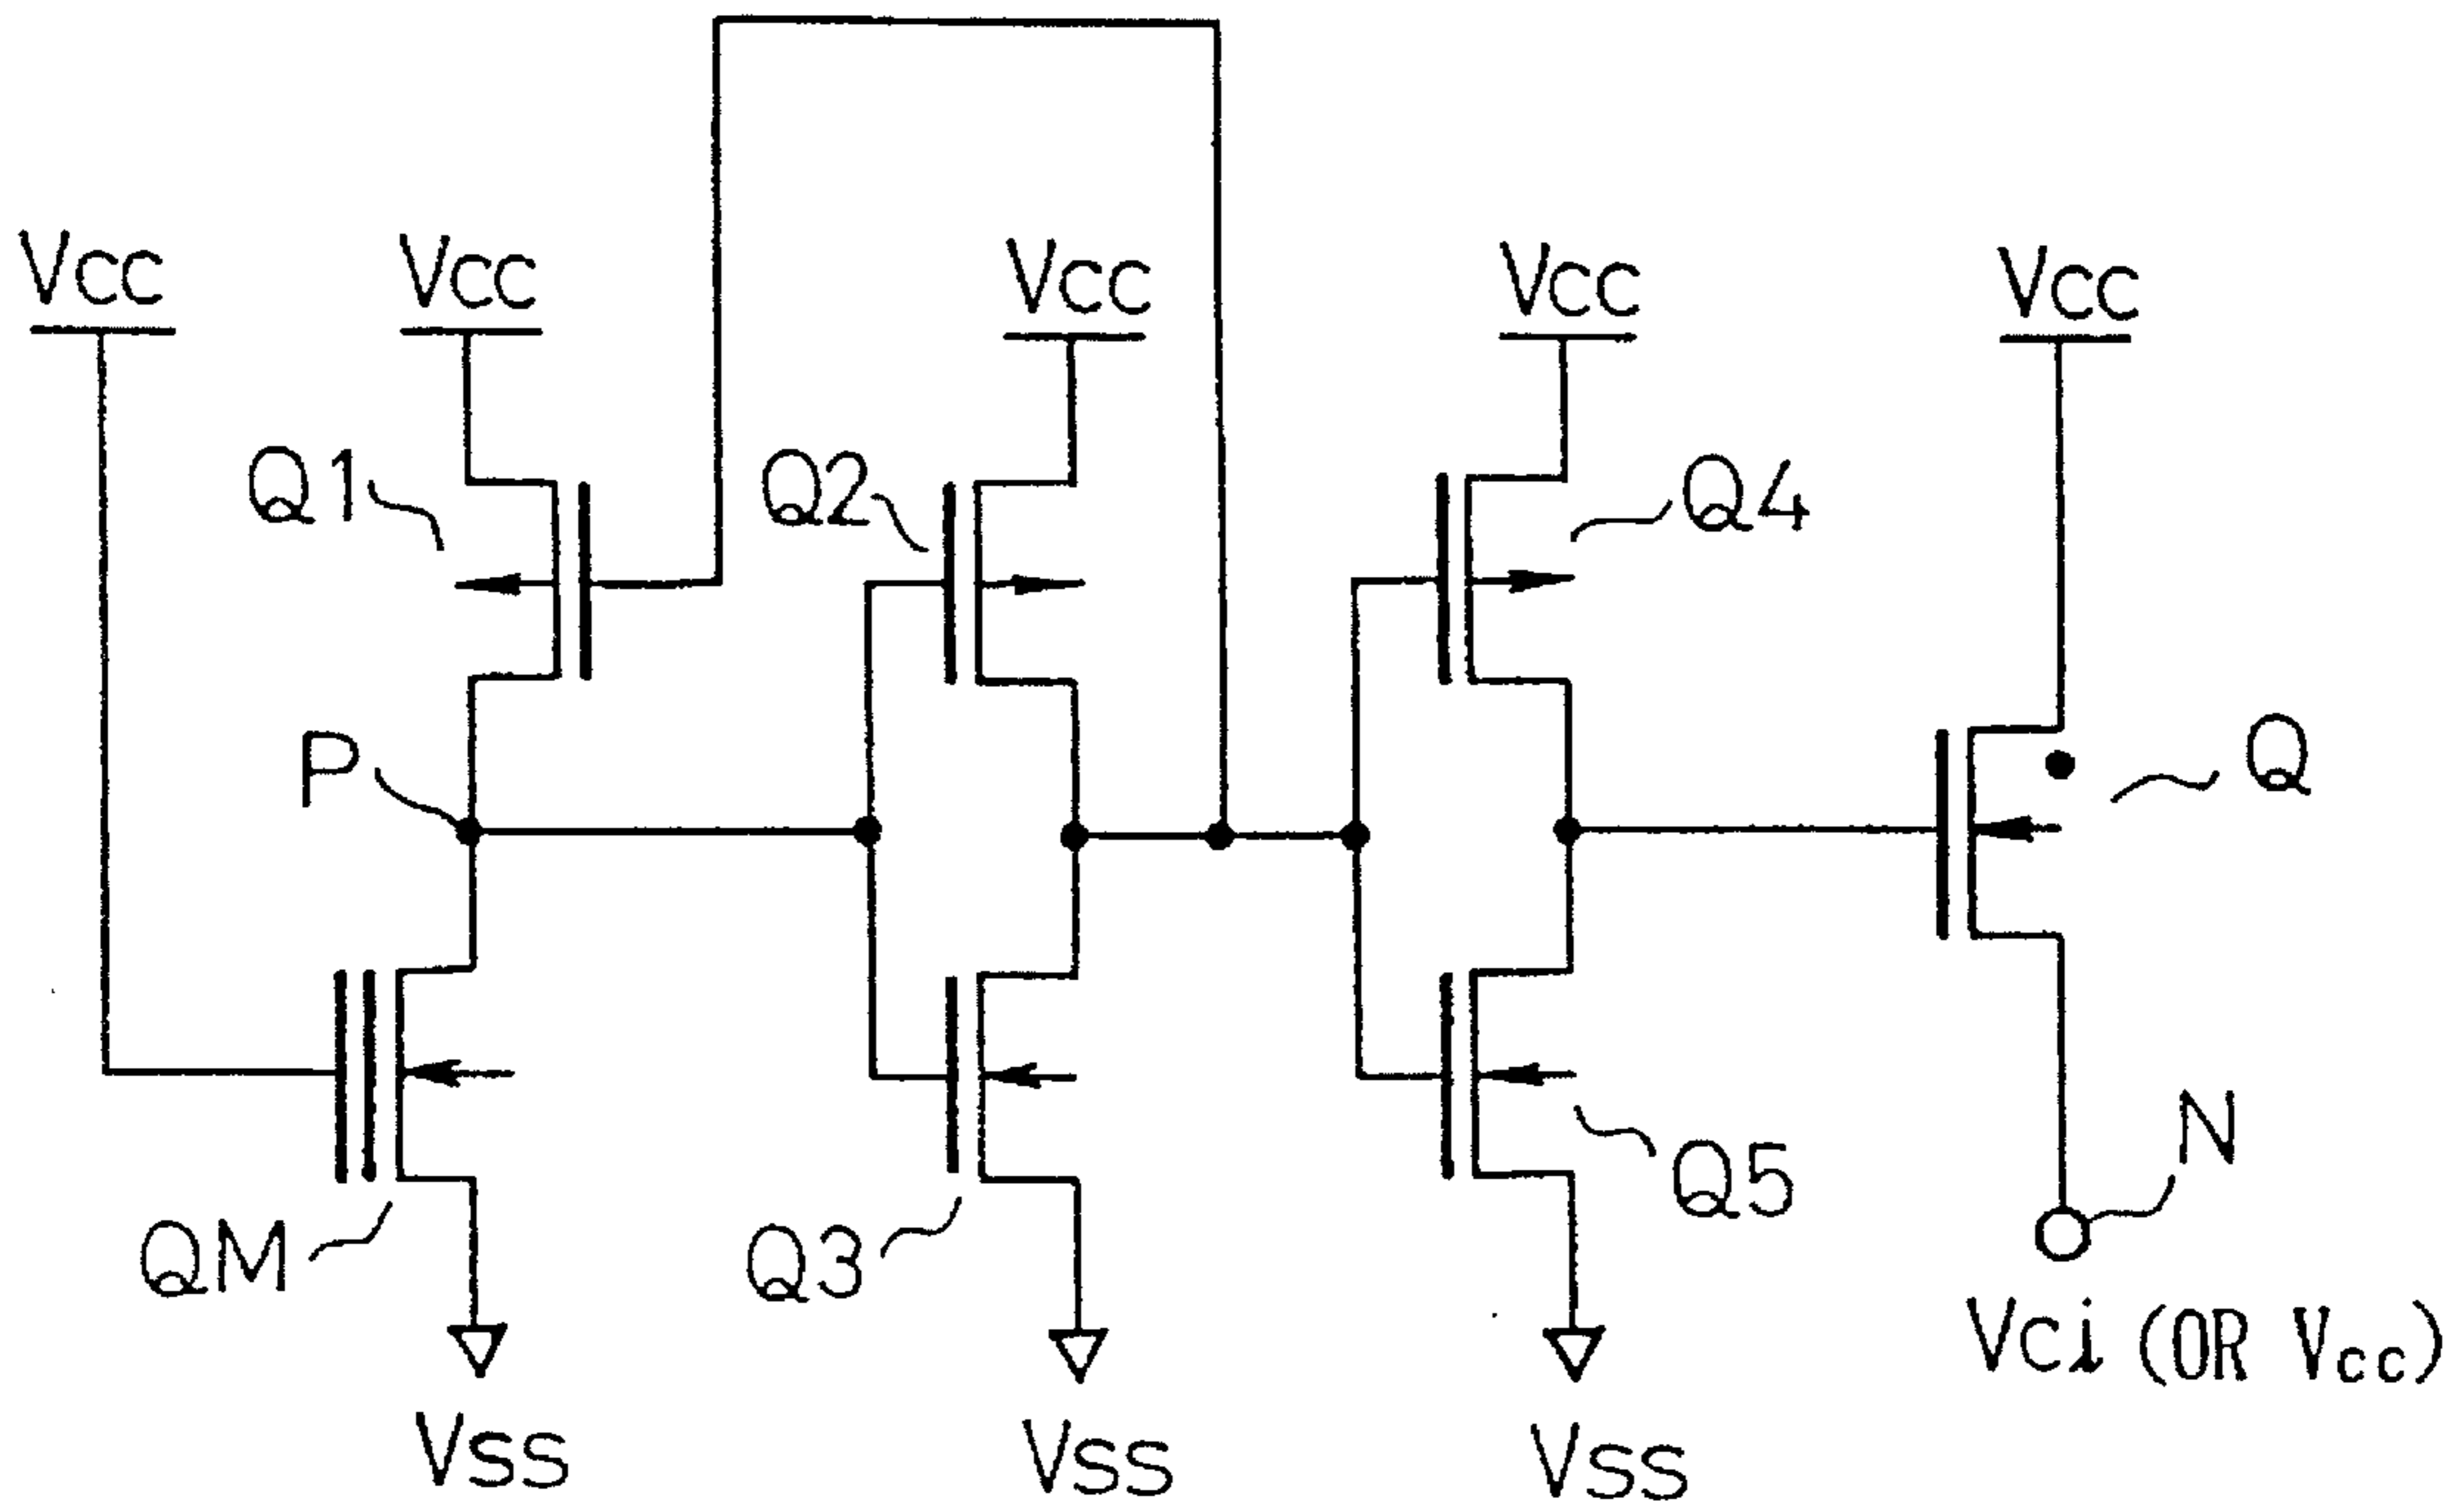 Vcc
Vcc
Vcc
Vcc
Vcc
Q1
Q2
Q4
P
Q
N
QM
Q3
Q5
Vci (OR Vcc)
Vss
Vss
Vss